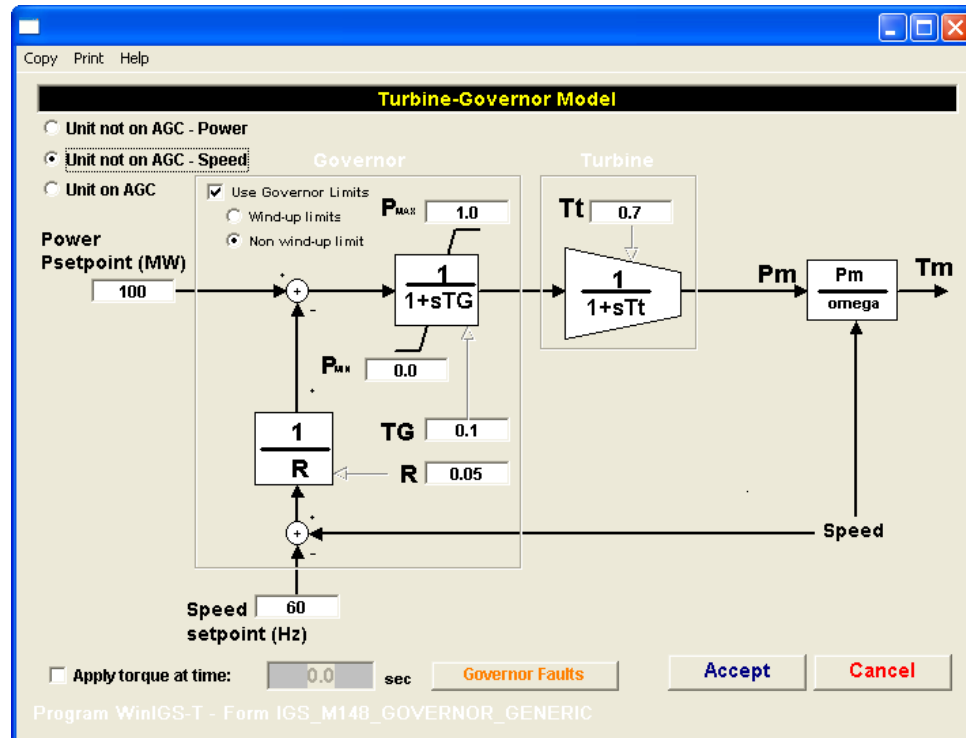 Copy Print Help
Turbine-Governor Model
Unit not on AGC - Power
Unit not on AGC - Speed
Unit on AGC
Governor
Turbine
Use Governor Limits
Wind-up limits
Non wind-up limit
PMAX 1.0
Tt 0.7
Power
Psetpoint (MW)
100
+
+
-
1
1+sTG
1
1+sTt
Pm
Pm
omega
Tm
PMIN 0.0
+
1
R
TG 0.1
R 0.05
+
+
-
Speed
Speed 60
setpoint (Hz)
Apply torque at time: 0.0 sec
Governor Faults
Accept
Cancel
Program WinIGS-T - Form IGS_M148_GOVERNOR_GENERIC